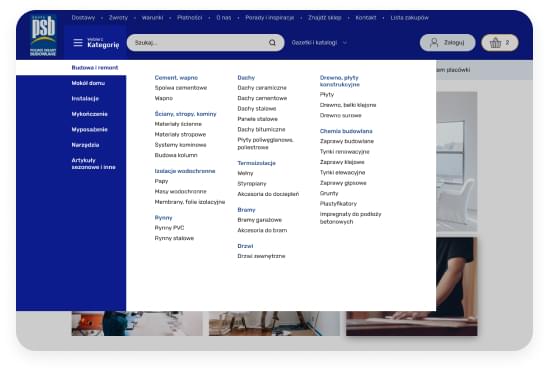 Dostawy • Zwroty • Warunki • Płatności • O nas • Porady i inspiracje • Znajdź sklep • Kontakt • Lista zakupów
GRUPA
psb
POLSKIE SKŁADY
BUDOWLANE
Wybierz
Kategorię
Szukaj...
Gazetki i katalogi
Zaloguj
2
em placówki
Budowa i remont
Wokół domu
Instalacje
Wykończenie
Wyposażenie
Narzędzia
Artykuły
sezonowe i inne
Cement, wapno
Spoiwa cementowe
Wapno
Ściany, stropy, kominy
Materiały ścienne
Materiały stropowe
Systemy kominowe
Budowa kolumn
Izolacje wodochronne
Papy
Masy wodochronne
Membrany, folie izolacyjne
Rynny
Rynny PVC
Rynny stalowe
Dachy
Dachy ceramiczne
Dachy cementowe
Dachy stalowe
Panele stalowe
Dachy bitumiczne
Płyty poliwęglanowe,
poliestrowe
Termoizolacje
Wełny
Styropiany
Akcesoria do dociepleń
Bramy
Bramy garażowe
Akcesoria do bram
Drzwi
Drzwi zewnętrzne
Drewno, płyty
konstrukcyjne
Płyty
Drewno, belki klejone
Drewno surowe
Chemia budowlana
Zaprawy budowlane
Tynki renowacyjne
Zaprawy klejowe
Tynki elewacyjne
Zaprawy gipsowe
Grunty
Plastyfikatory
Impregnaty do podłoży
betonowych